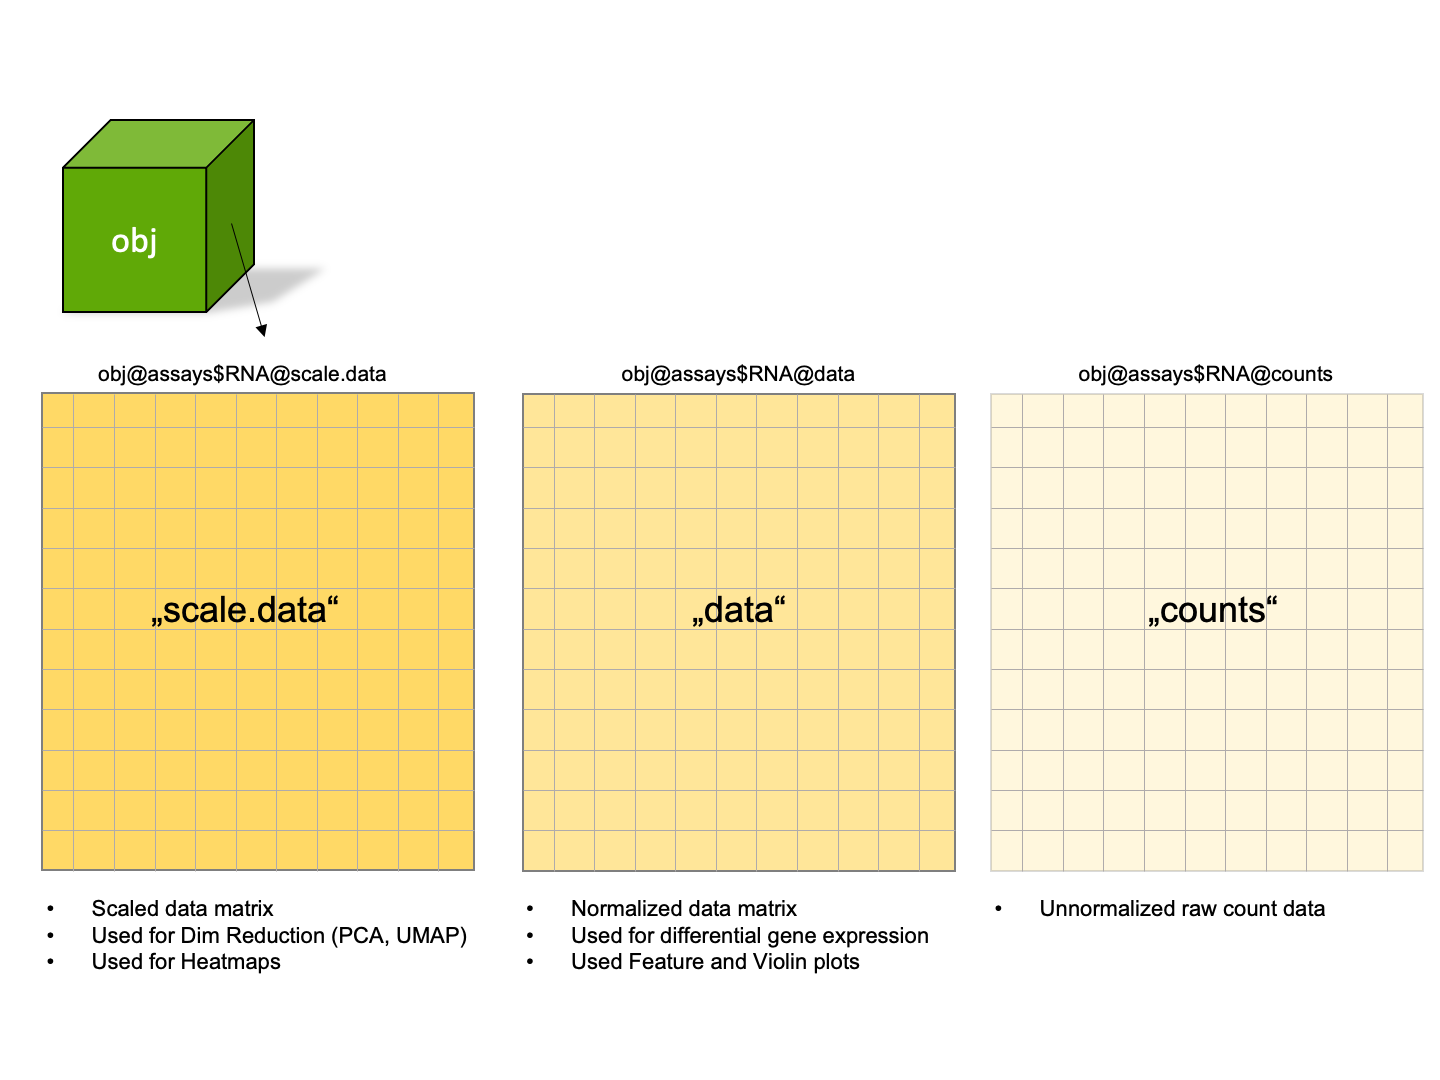 obj
obj@assays$RNA@scale.data
obj@assays$RNA@data
obj@assays$RNA@counts
„scale.data“
„data“
„counts“
• Scaled data matrix
• Used for Dim Reduction (PCA, UMAP)
• Used for Heatmaps
• Normalized data matrix
• Used for differential gene expression
• Used Feature and Violin plots
• Unnormalized raw count data